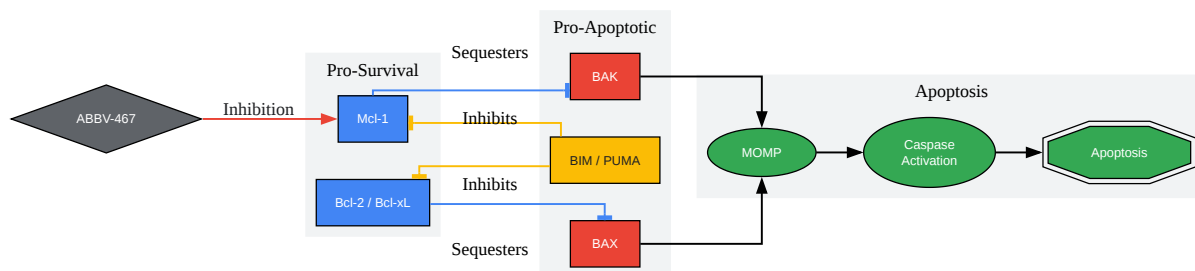 Pro-Apoptotic
Sequesters
Pro-Survival
BAK
Apoptosis
Inhibition
ABBV-467
Mcl-1
Inhibits
MOMP
Caspase
Activation
Apoptosis
BIM / PUMA
Inhibits
Bcl-2 / Bcl-xL
BAX
Sequesters